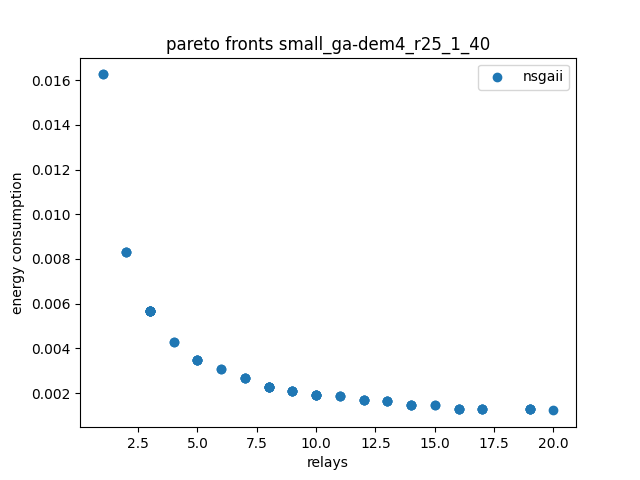 pareto fronts small_ga-dem4_r25_1_40
nsgaii
energy consumption
0.016
0.014
0.012
0.010
0.008
0.006
0.004
0.002
2.5 5.0 7.5 10.0 12.5 15.0 17.5 20.0
relays